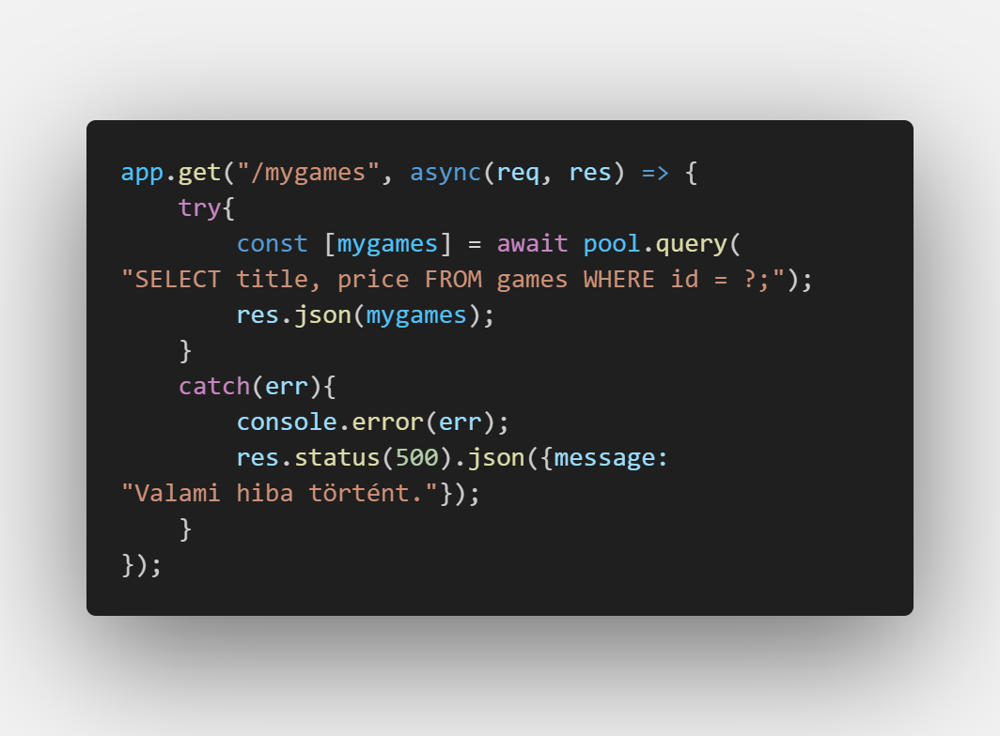 app.get("/mygames", async(req, res) => {
    try{
        const [mygames] = await pool.query(
"SELECT title, price FROM games WHERE id = ?;");
        res.json(mygames);
    }
    catch(err){
        console.error(err);
        res.status(500).json({message:
"Valami hiba történt."});
    }
});